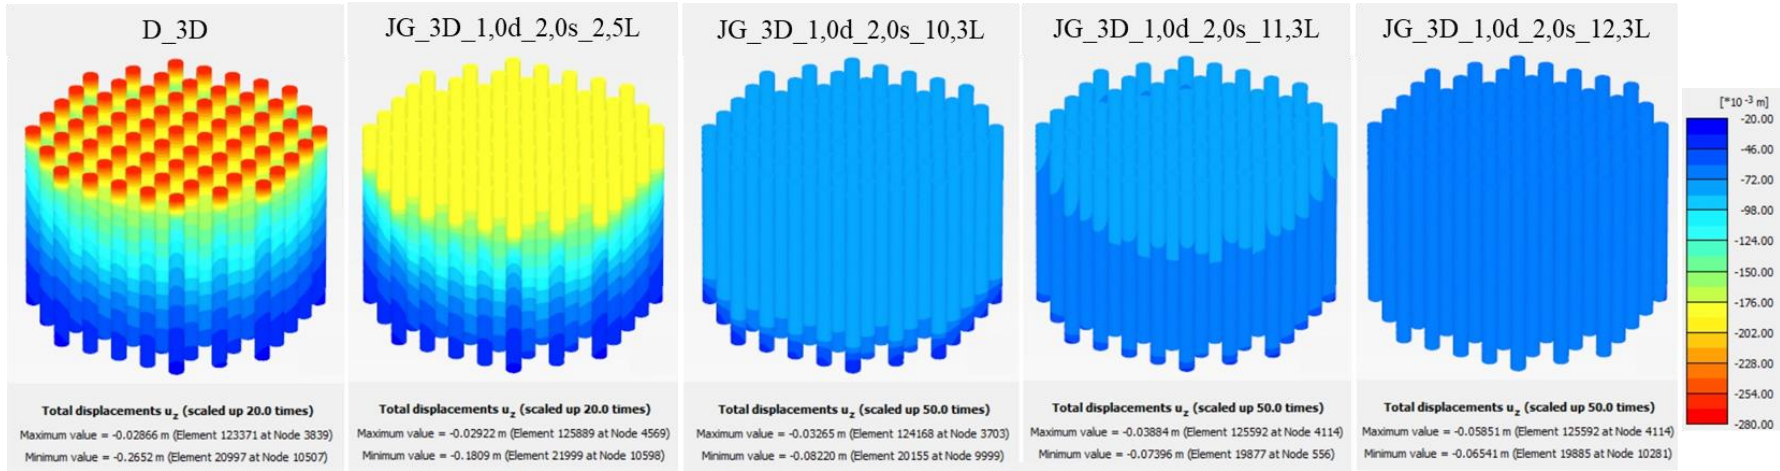 D_3D
JG_3D_1,0d_2,0s_2,5L
JG_3D_1,0d_2,0s_10,3L
JG_3D_1,0d_2,0s_11,3L
JG_3D_1,0d_2,0s_12,3L
Total displacements uz (scaled up 20.0 times)
Maximum value = -0.02866 m (Element 123371 at Node 3839)
Minimum value = -0.2652 m (Element 20997 at Node 10507)
Total displacements uz (scaled up 20.0 times)
Maximum value = -0.02922 m (Element 125889 at Node 4569)
Minimum value = -0.1809 m (Element 21999 at Node 10598)
Total displacements uz (scaled up 50.0 times)
Maximum value = -0.03265 m (Element 124168 at Node 3703)
Minimum value = -0.08220 m (Element 20155 at Node 9999)
Total displacements uz (scaled up 50.0 times)
Maximum value = -0.03884 m (Element 125592 at Node 4114)
Minimum value = -0.07396 m (Element 19877 at Node 556)
Total displacements uz (scaled up 50.0 times)
Maximum value = -0.05851 m (Element 125592 at Node 4114)
Minimum value = -0.06541 m (Element 19885 at Node 10281)
[*10-3 m]
-20.00
-46.00
-72.00
-98.00
-124.00
-150.00
-176.00
-202.00
-228.00
-254.00
-280.00